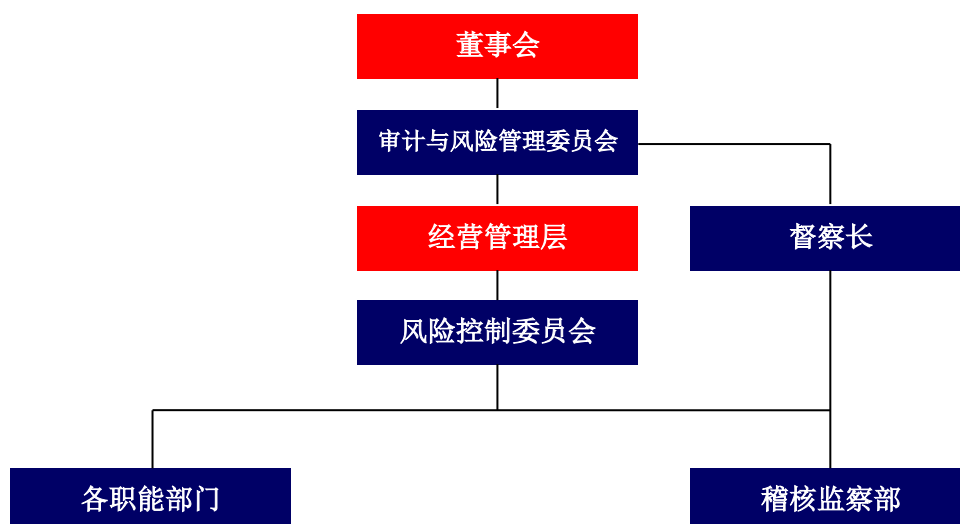 董事会
审计与风险管理委员会
经营管理层
督察长
风险控制委员会
各职能部门
稽核监察部